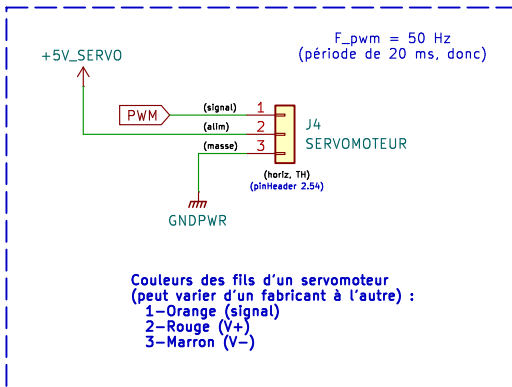 F_pwm = 50 Hz
(période de 20 ms, donc)
+5V_SERVO
PWM
(signal) 1
(alim) 2
(masse) 3
J4
SERVOMOTEUR
(horiz, TH)
(pinHeader 2.54)
GNDPWR
Couleurs des fils d'un servomoteur
(peut varier d'un fabricant à l'autre) :
1-Orange (signal)
2-Rouge (V+)
3-Marron (V-)